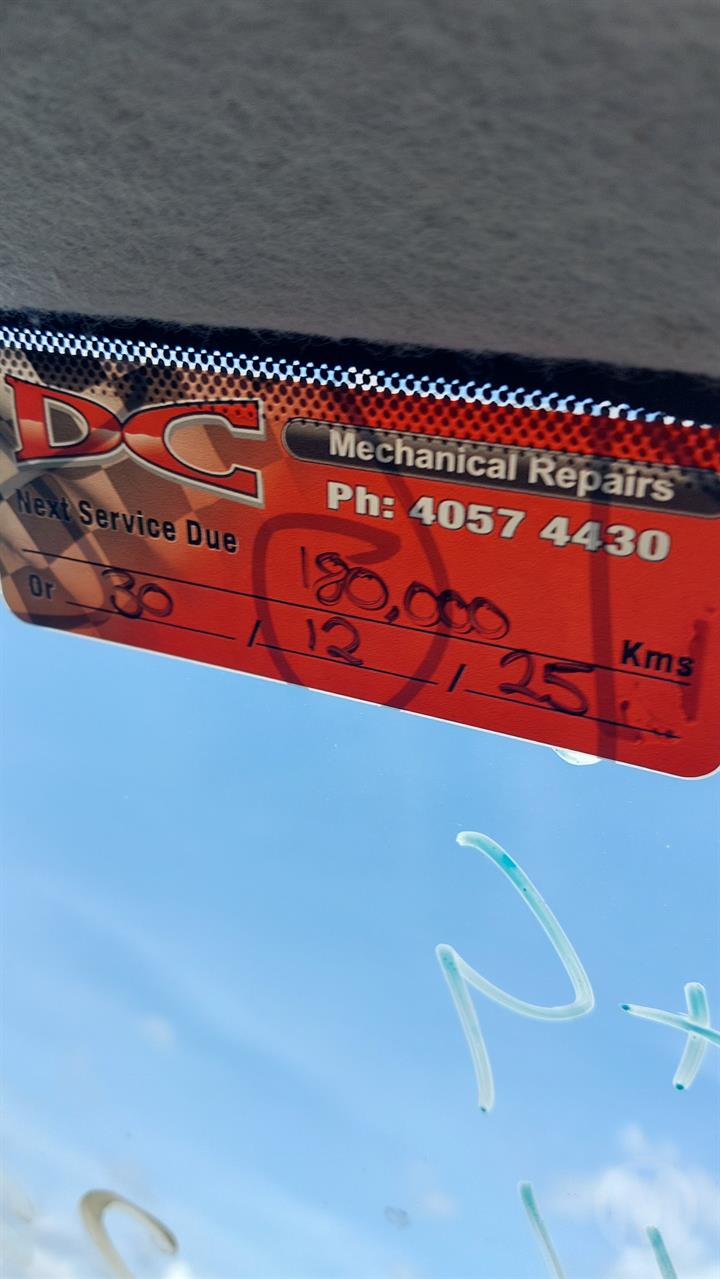 DC
Mechanical Repairs
Ph: 4057 4430
Next Service Due
180,000 Kms
Or 30 / 12 / 25